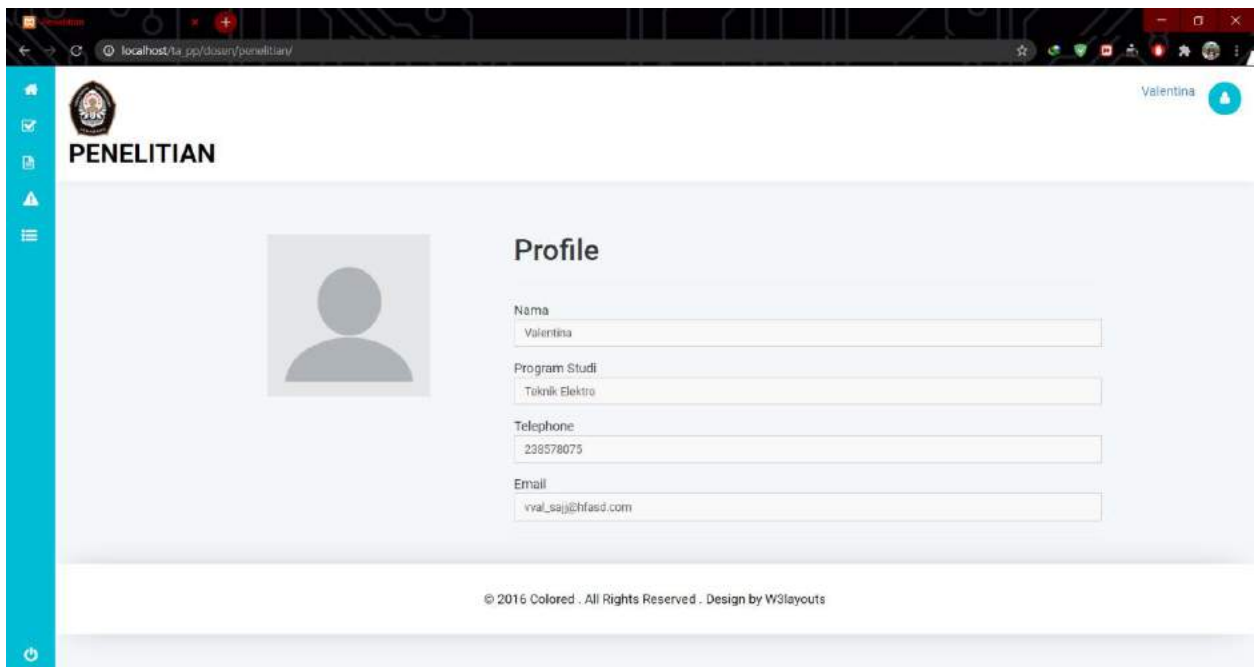 localhost/ta_pp/dosen/penelitian/
Valentina
PENELITIAN
Profile
Nama
Valentina
Program Studi
Teknik Elektro
Telephone
238578075
Email
vval_sajj@hfasd.com
© 2016 Colored . All Rights Reserved . Design by W3layouts